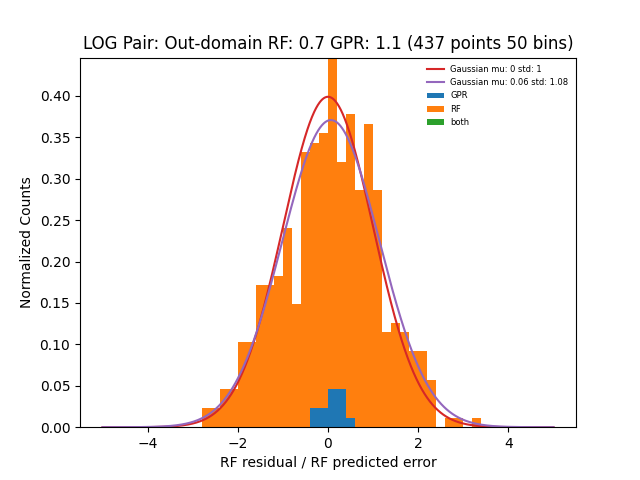 LOG Pair: Out-domain RF: 0.7 GPR: 1.1 (437 points 50 bins)
Gaussian mu: 0 std: 1
Gaussian mu: 0.06 std: 1.08
GPR
RF
both
Normalized Counts
0.40
0.35
0.30
0.25
0.20
0.15
0.10
0.05
0.00
−4
−2
0
2
4
RF residual / RF predicted error